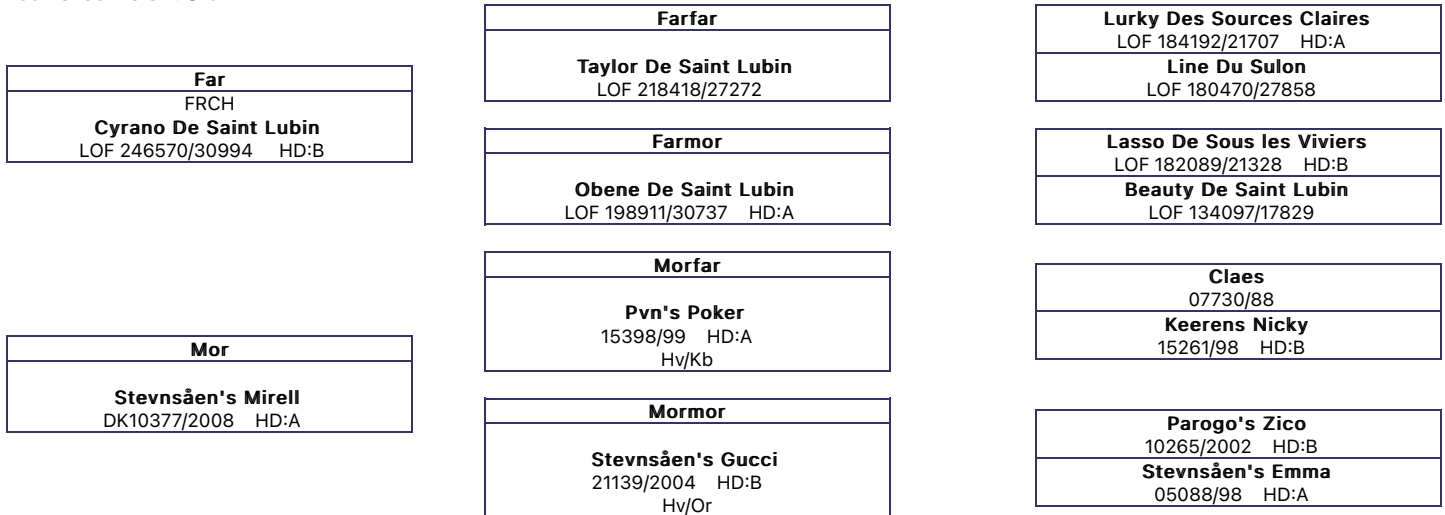 Far
FRCH
Cyrano De Saint Lubin
LOF 246570/30994 HD:B
Mor
Stevnsåen's Mirell
DK10377/2008 HD:A
Farfar
Taylor De Saint Lubin
LOF 218418/27272
Farmor
Obene De Saint Lubin
LOF 198911/30737 HD:A
Morfar
Pvn's Poker
15398/99 HD:A
Hv/Kb
Mormor
Stevnsåen's Gucci
21139/2004 HD:B
Hv/Or
Lurky Des Sources Claires
LOF 184192/21707 HD:A
Line Du Sulon
LOF 180470/27858
Lasso De Sous les Viviers
LOF 182089/21328 HD:B
Beauty De Saint Lubin
LOF 134097/17829
Claes
07730/88
Keerens Nicky
15261/98 HD:B
Parogo's Zico
10265/2002 HD:B
Stevnsåen's Emma
05088/98 HD:A